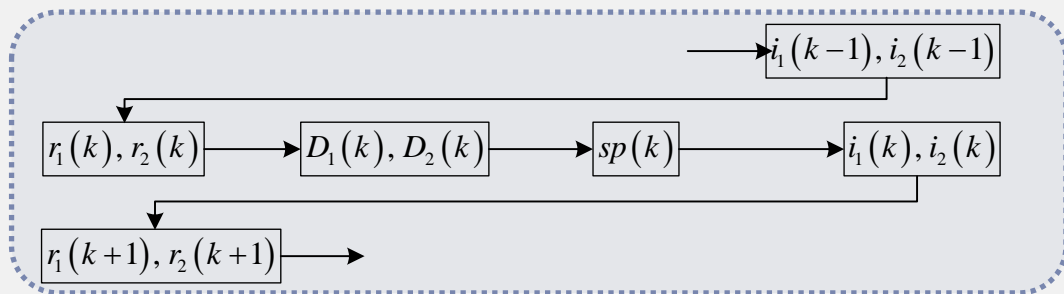 i₁(k−1), i₂(k−1)
r₁(k), r₂(k) D₁(k), D₂(k) sp(k) i₁(k), i₂(k)
r₁(k+1), r₂(k+1)